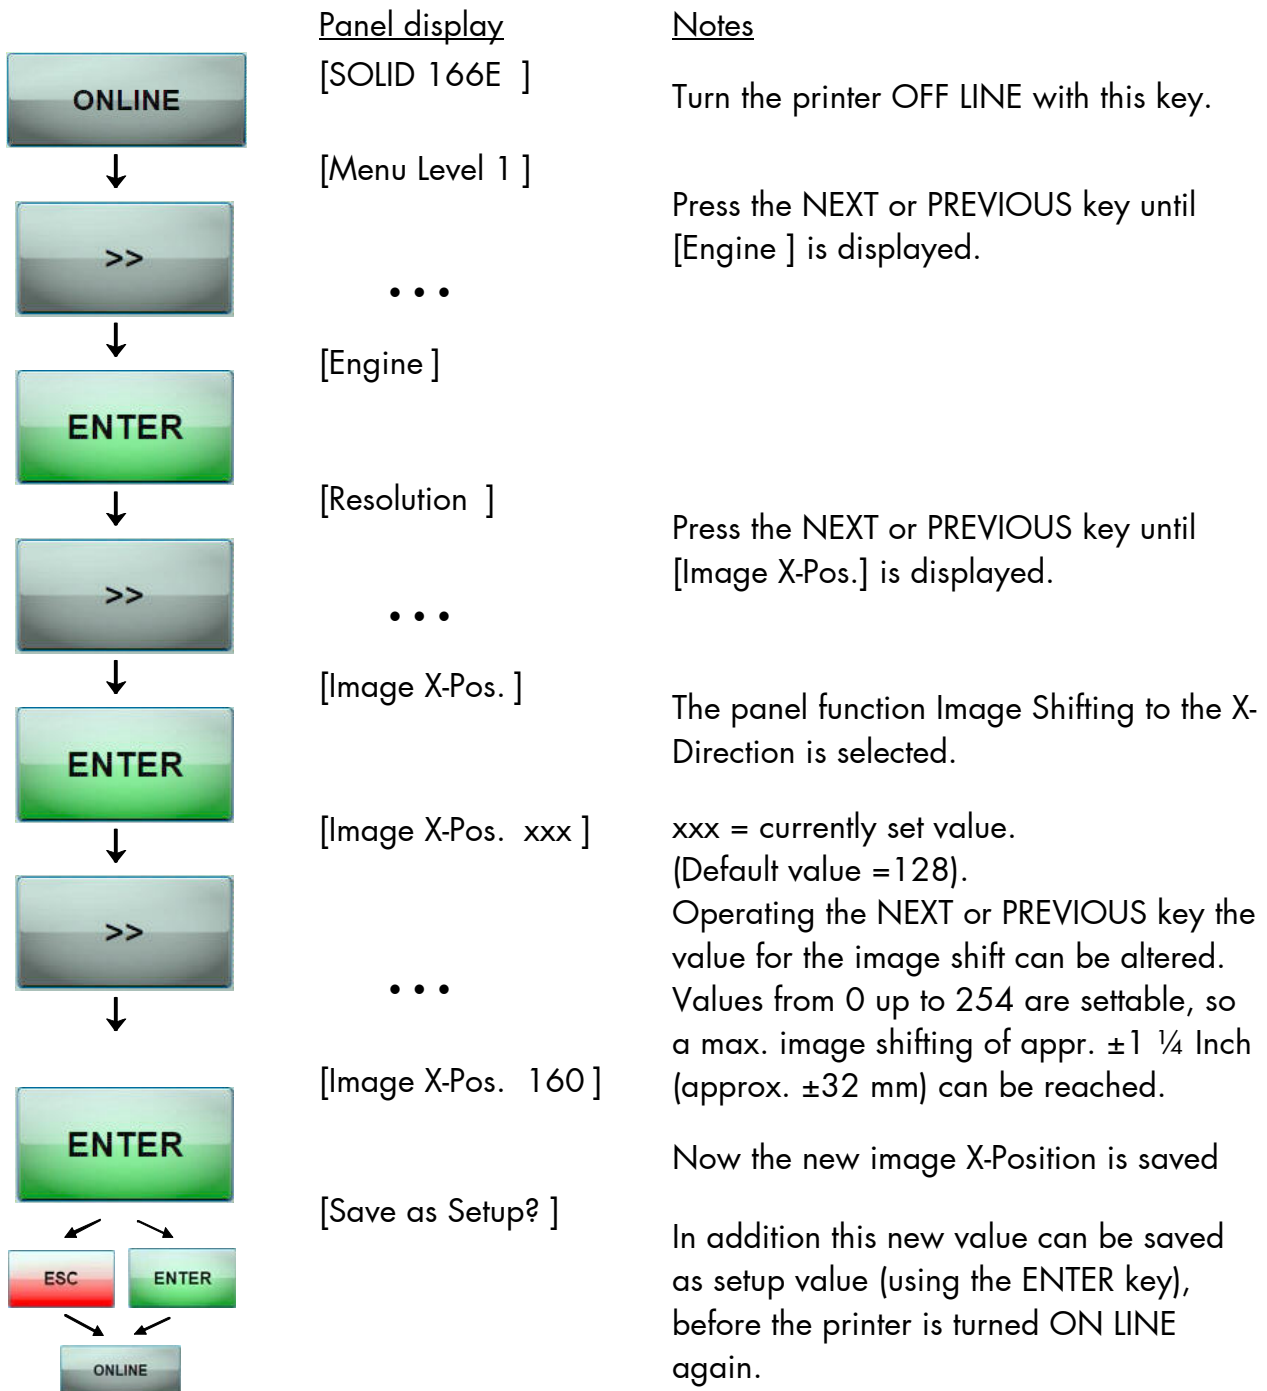 Panel display
Notes
[SOLID 166E ]
ONLINE
Turn the printer OFF LINE with this key.
[Menu Level 1 ]
Press the NEXT or PREVIOUS key until
[Engine ] is displayed.
>>
• • •
[Engine ]
ENTER
[Resolution ]
Press the NEXT or PREVIOUS key until
[Image X-Pos.] is displayed.
>>
• • •
[Image X-Pos. ]
The panel function Image Shifting to the X-
Direction is selected.
ENTER
[Image X-Pos. xxx ]
xxx = currently set value.
(Default value =128).
Operating the NEXT or PREVIOUS key the
value for the image shift can be altered.
Values from 0 up to 254 are settable, so
a max. image shifting of appr. ±1 ¼ Inch
(approx. ±32 mm) can be reached.
>>
• • •
[Image X-Pos. 160 ]
ENTER
Now the new image X-Position is saved
[Save as Setup? ]
In addition this new value can be saved
as setup value (using the ENTER key),
before the printer is turned ON LINE
again.
ESC
ENTER
ONLINE